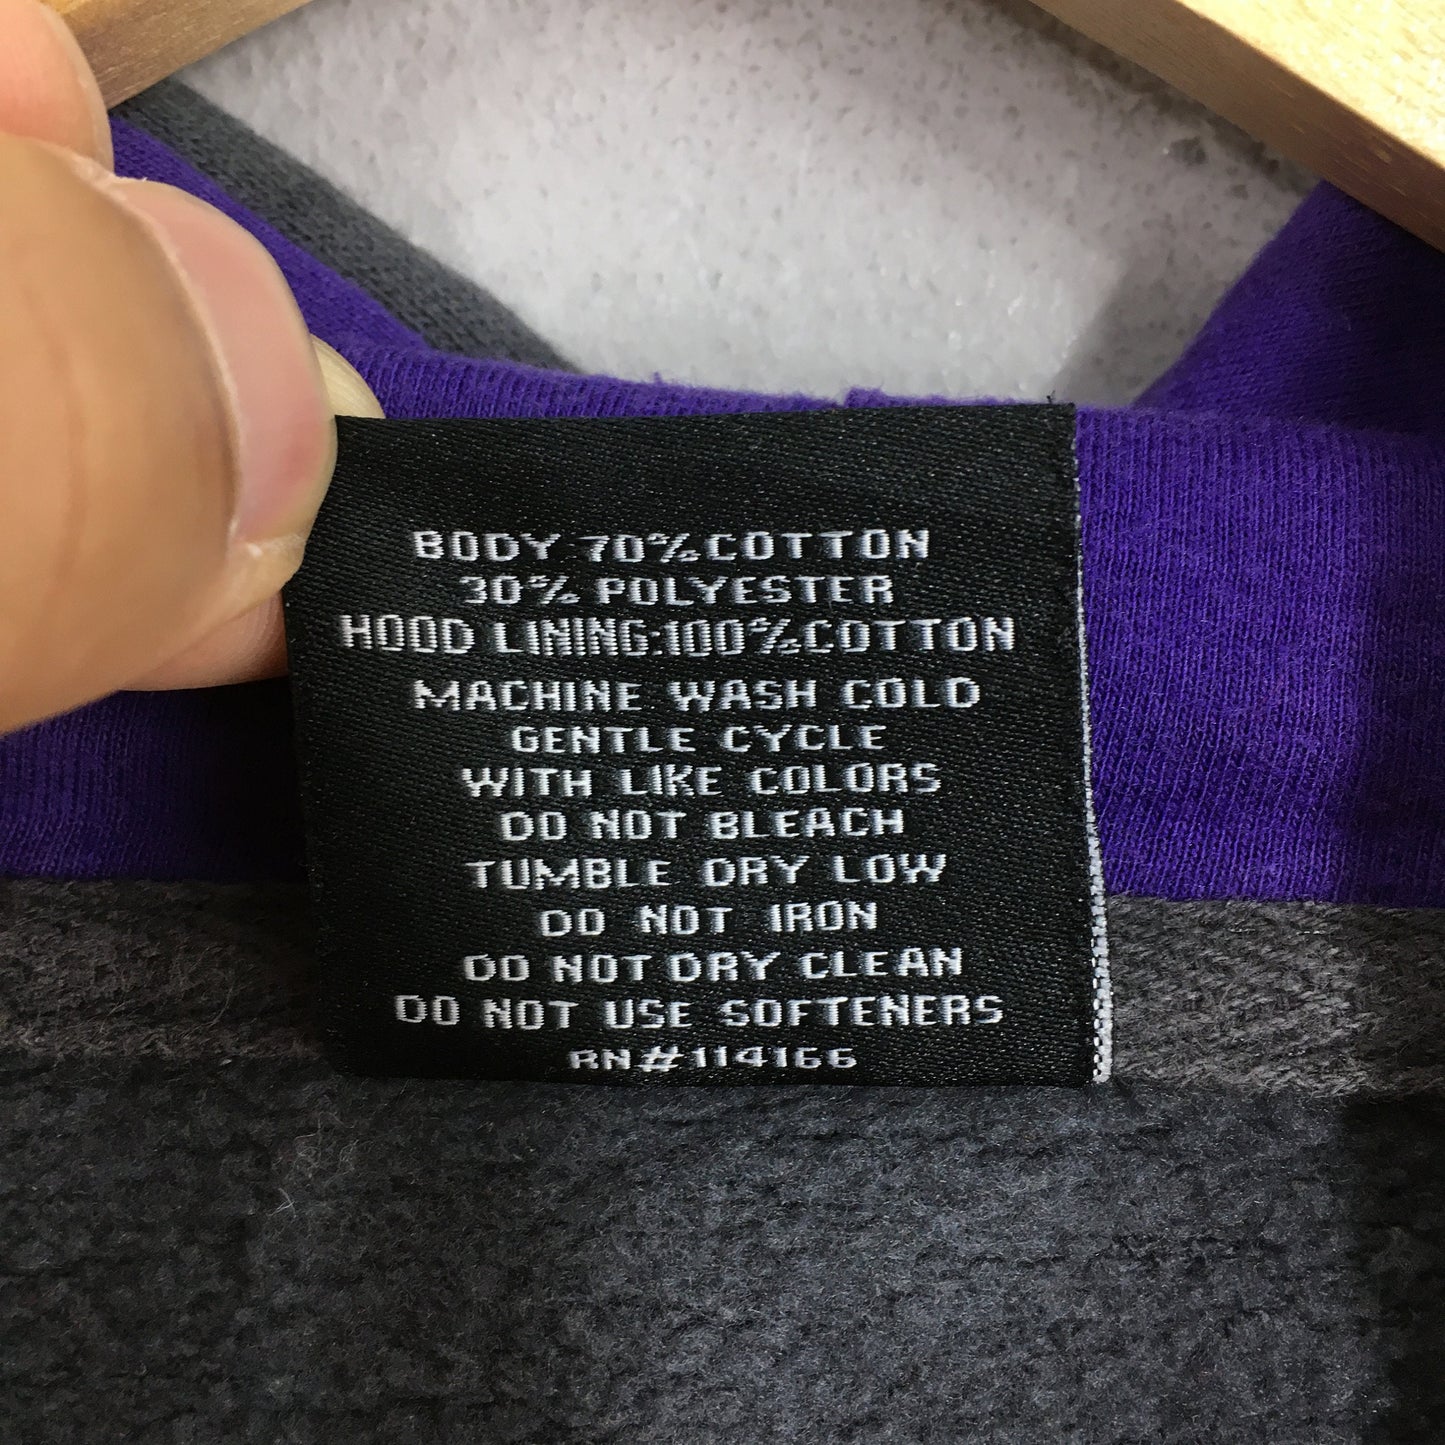 BODY 70%COTTON
30% POLYESTER
HOOD LINING:100%COTTON
MACHINE WASH COLD
GENTLE CYCLE
WITH LIKE COLORS
DO NOT BLEACH
TUMBLE DRY LOW
DO NOT IRON
DO NOT DRY CLEAN
DO NOT USE SOFTENERS
RN#114166